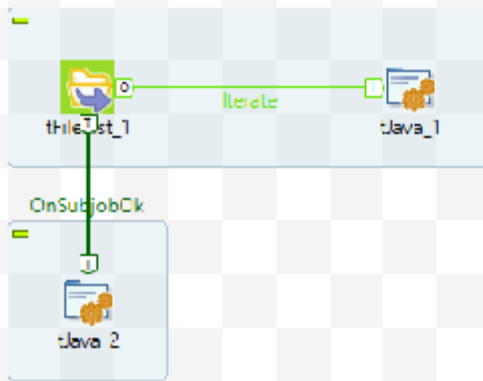 Iterate
tFileList_1
tJava_1
OnSubjobOk
tJava_2